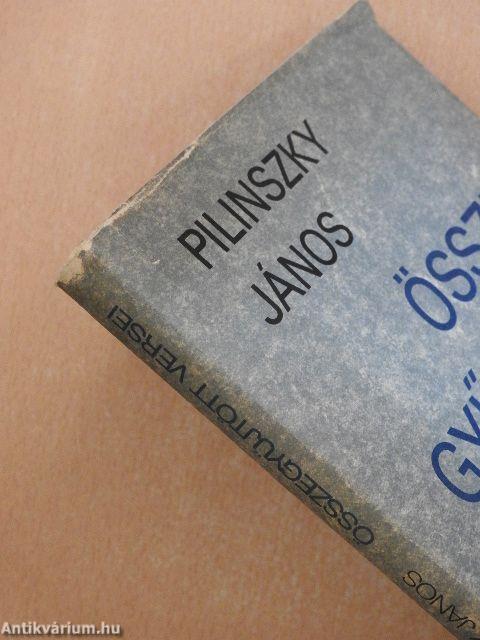 PILINSZKY
JÁNOS
ÖSSZ
GYŰ
JÁNOS ÖSSZEGYŰJTÖTT VERSEI
Antikvárium.hu